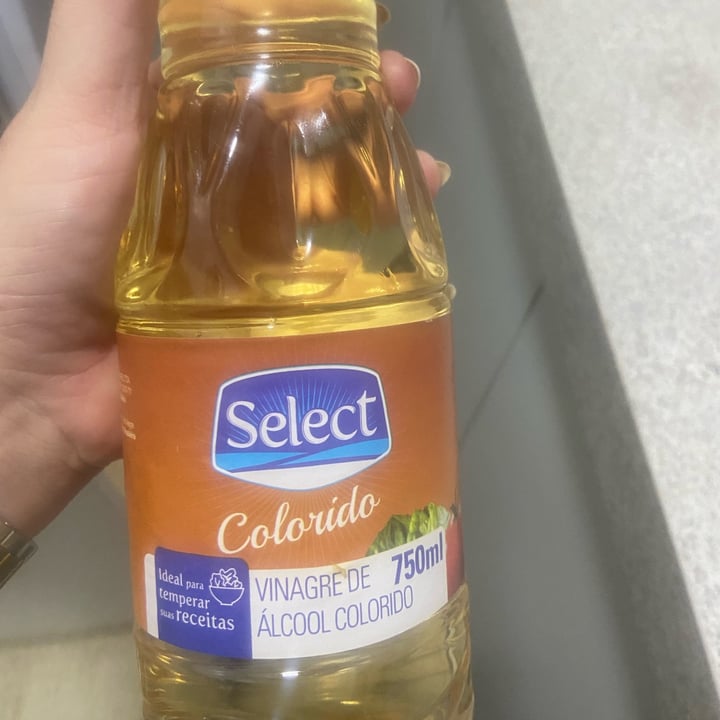 Select
Colorido
Ideal para
temperar
suas receitas
VINAGRE DE
ÁLCOOL COLORIDO
750ml